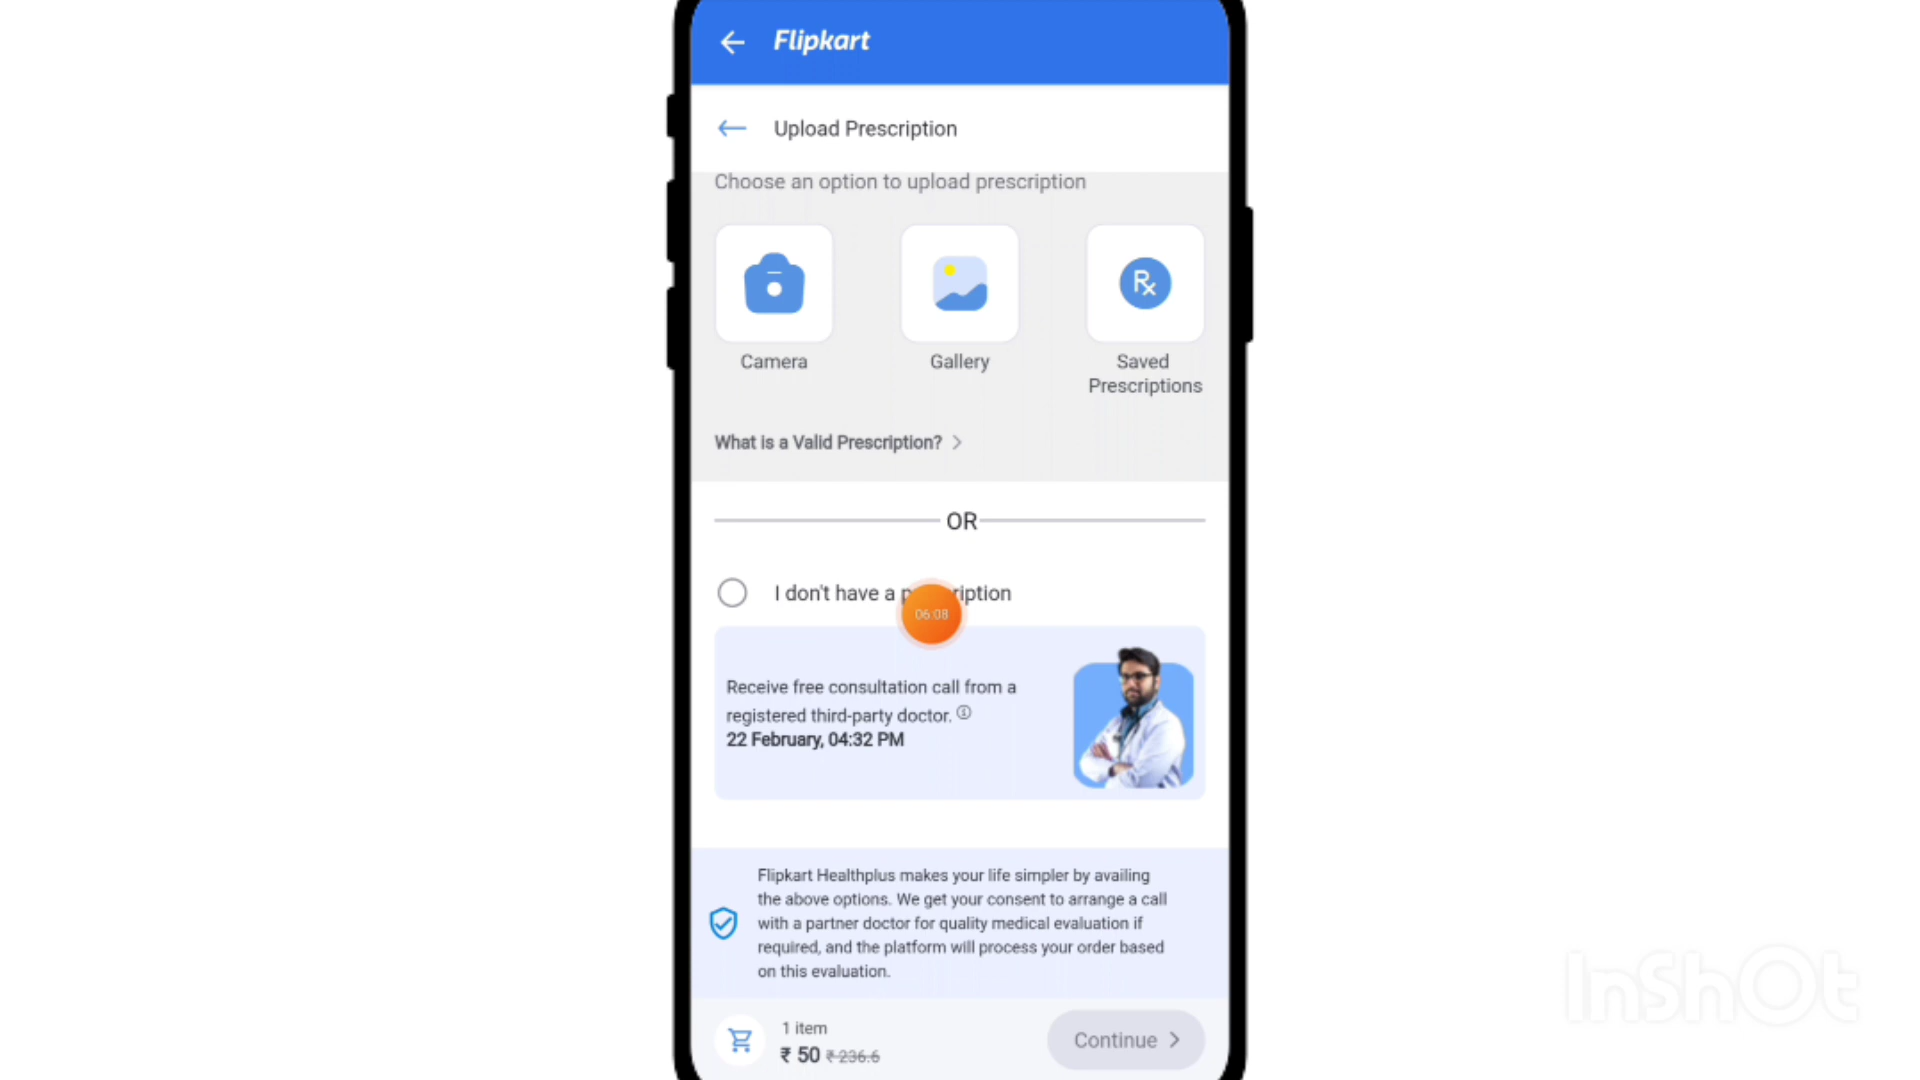 Flipkart
Upload Prescription
Choose an option to upload prescription
Camera
Gallery
Saved
Prescriptions
Rx
What is a Valid Prescription?
OR
I don't have a p ription
06:08
Receive free consultation call from a
registered third-party doctor.
22 February, 04:32 PM
Flipkart Healthplus makes your life simpler by availing
the above options. We get your consent to arrange a call
with a partner doctor for quality medical evaluation if
required, and the platform will process your order based
on this evaluation.
1 item
₹ 50 ₹ 236.6
Continue
InShOt